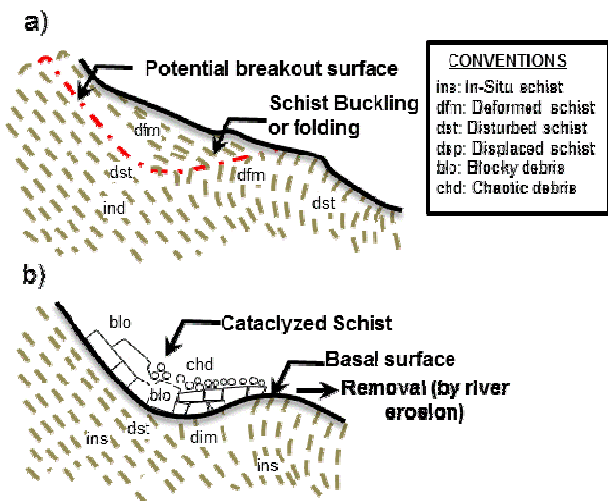 a)
Potential breakout surface
Schist Buckling
or folding
dfm
dst
dfm
ind
dst
CONVENTIONS
ins: In-Situ schist
dfm: Deformed schist
dst: Disturbed schist
dsp: Displaced schist
blo: Blocky debris
chd: Chaotic debris
b)
blo
Cataclyzed Schist
chd
Basal surface
blo
Removal (by river
erosion)
dst
ins
dim
ins